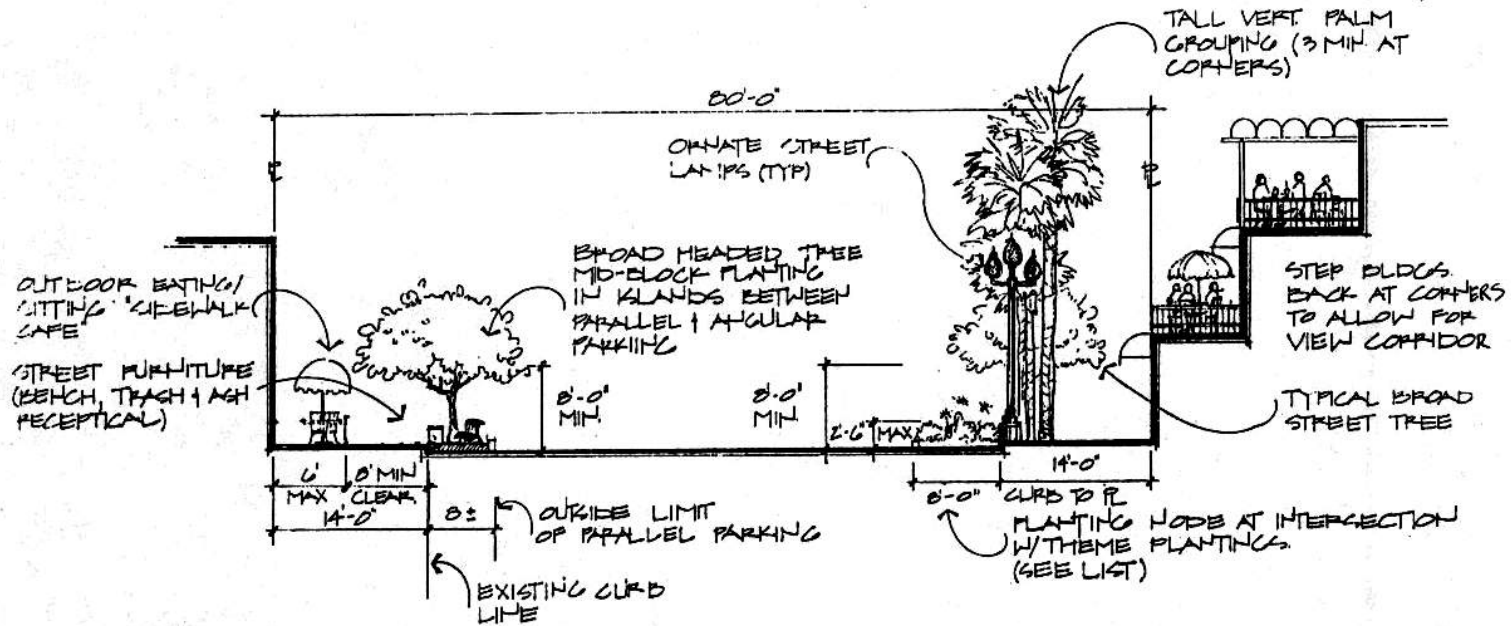 TALL VERT. PALM
GROUPING (3 MIN AT
CORNERS)
80'-0"
ORNATE STREET
LAMPS (TYP)
PL
PL
BROAD HEADED TREE
MID-BLOCK PLANTING
IN ISLANDS BETWEEN
PARALLEL & ANGULAR
PARKING
OUTDOOR EATING/
SITTING "SIDEWALK
CAFE"
STREET FURNITURE
(BENCH, TRASH & ASH
RECEPTICAL)
STEP BLDGS.
BACK AT CORNERS
TO ALLOW FOR
VIEW CORRIDOR
TYPICAL BROAD
STREET TREE
8'-0"
MIN.
8'-0"
MIN.
2'-6"
MAX
6'
MAX
8' MIN
CLEAR
14'-0"
8±
OUTSIDE LIMIT
OF PARALLEL PARKING
EXISTING CURB
LINE
14'-0"
CURB TO PL
8'-0"
PLANTING NODE AT INTERSECTION
W/THEME PLANTINGS.
(SEE LIST)